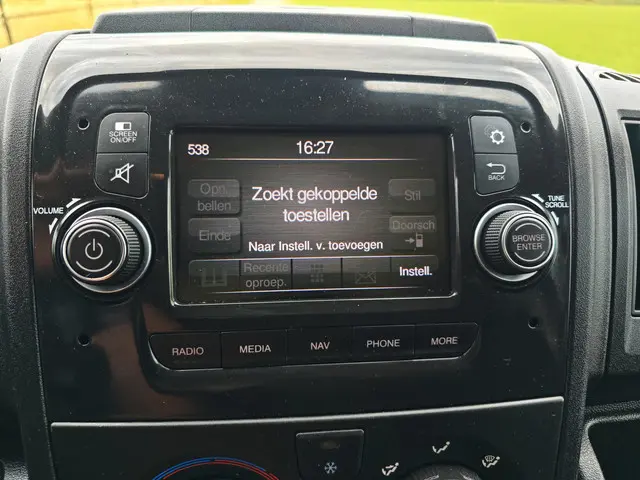 SCREEN
ON/OFF
BACK
VOLUME
TUNE
SCROLL
BROWSE
ENTER
538 16:27
Opn.
bellen
Zoekt gekoppelde
toestellen
Stil
Einde
Doorsch
Naar Instell. v. toevoegen
Recente
oproep.
Instell.
RADIO MEDIA NAV PHONE MORE